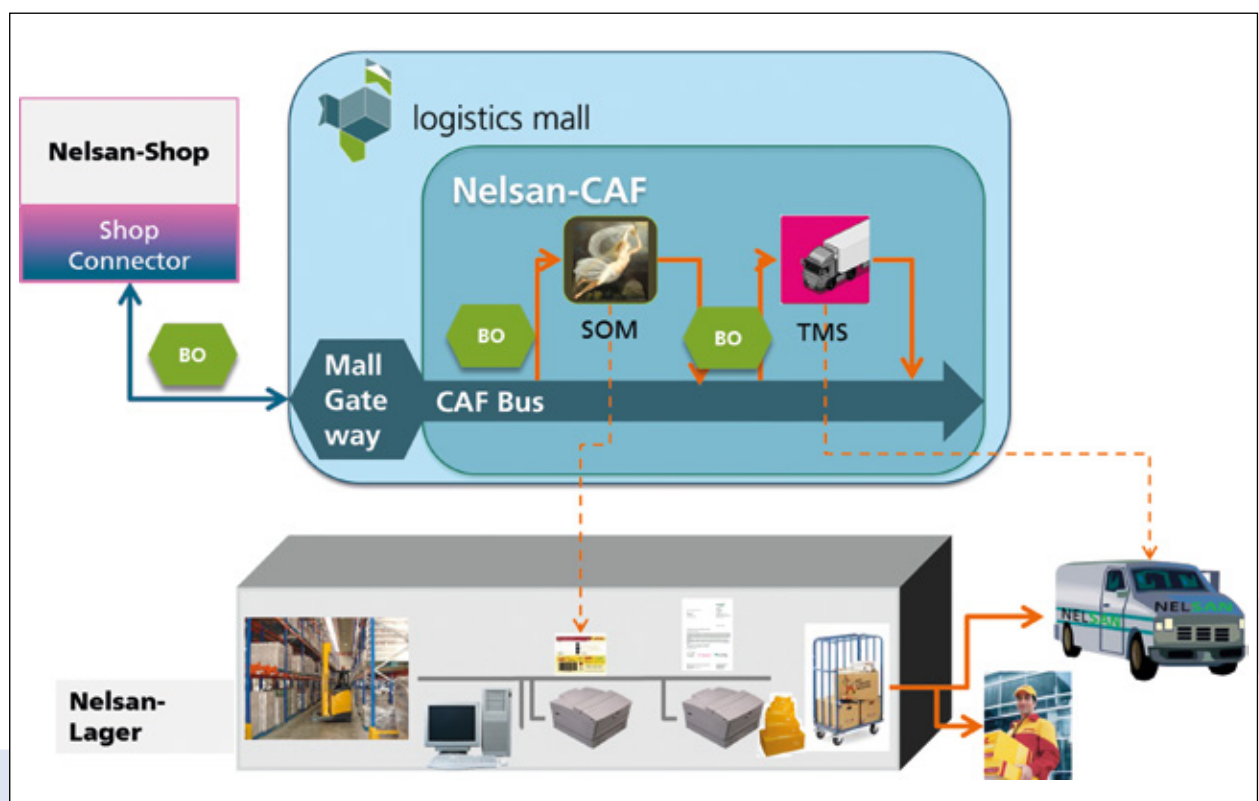 logistics mall
Nelsan-Shop
Shop
Connector
Nelsan-CAF
BO
BO
SOM
BO
TMS
Mall
Gate
way
CAF Bus
Nelsan-
Lager
NELSAN
NELSAN